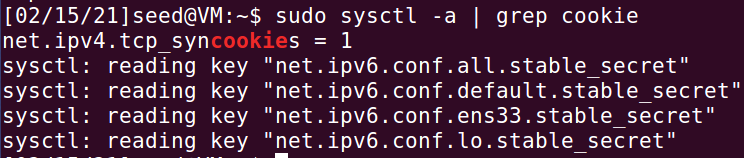 [02/15/21]seed@VM:~$ sudo sysctl -a | grep cookie
net.ipv4.tcp_syncookies = 1
sysctl: reading key "net.ipv6.conf.all.stable_secret"
sysctl: reading key "net.ipv6.conf.default.stable_secret"
sysctl: reading key "net.ipv6.conf.ens33.stable_secret"
sysctl: reading key "net.ipv6.conf.lo.stable_secret"